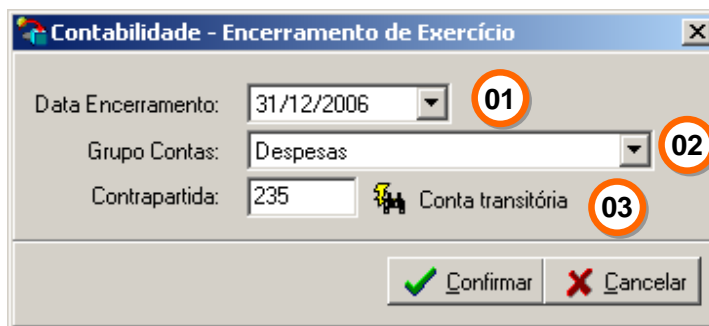 Contabilidade - Encerramento de Exercício
Data Encerramento: 31/12/2006 01
Grupo Contas: Despesas 02
Contrapartida: 235 Conta transitória 03
Confirmar Cancelar